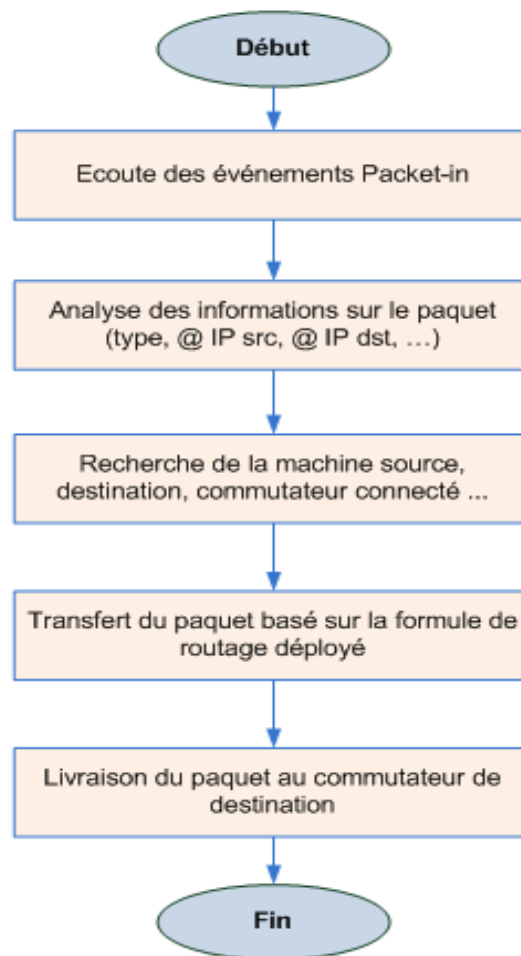 Début
Ecoute des événements Packet-in
Analyse des informations sur le paquet
(type, @ IP src, @ IP dst, …)
Recherche de la machine source,
destination, commutateur connecté ...
Transfert du paquet basé sur la formule de
routage déployé
Livraison du paquet au commutateur de
destination
Fin